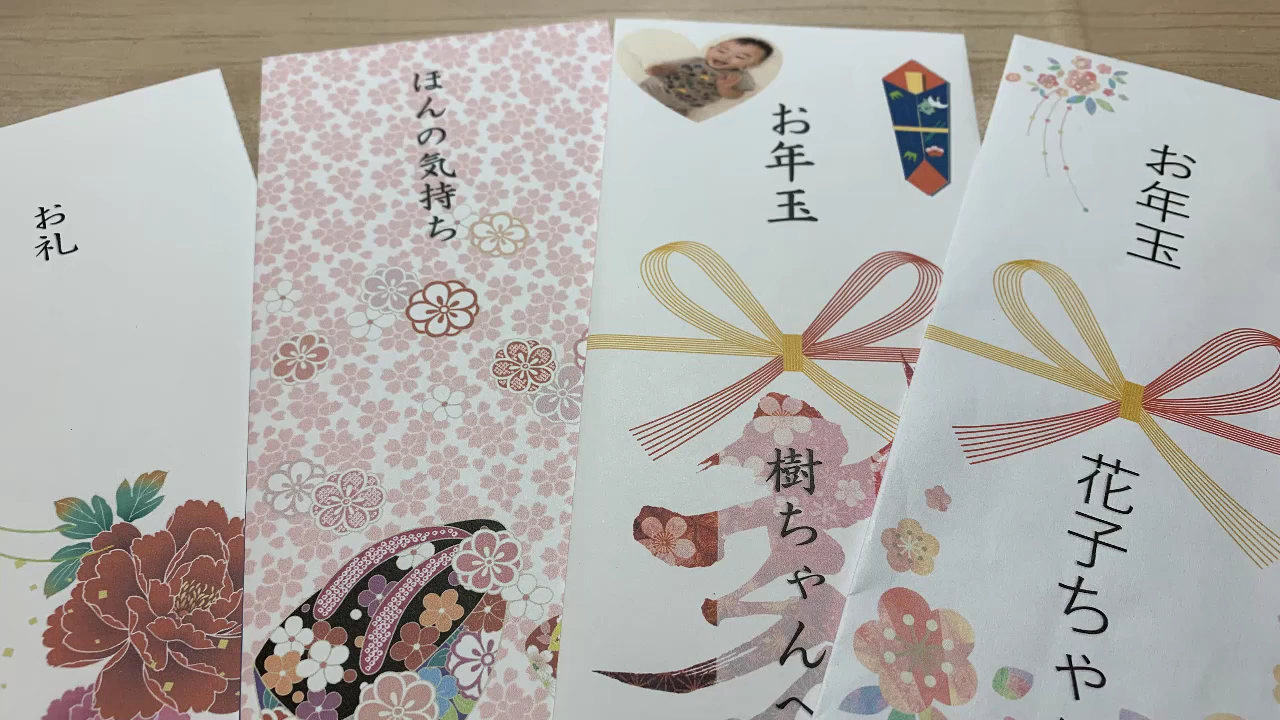 お礼
ほんの気持ち
お年玉
樹ちゃんへ
お年玉
花子ちゃ